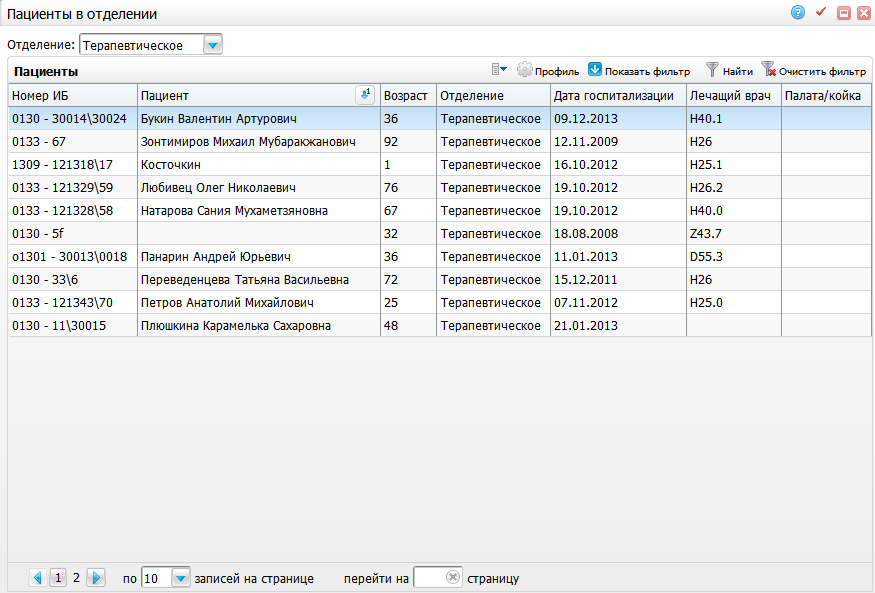 Пациенты в отделении
Отделение: Терапевтическое
Пациенты Профиль Показать фильтр Найти Очистить фильтр
Номер ИБ Пациент 1 Возраст Отделение Дата госпитализации Лечащий врач Палата/койка
0130 - 30014\30024 Букин Валентин Артурович 36 Терапевтическое 09.12.2013 H40.1
0133 - 67 Зонтимиров Михаил Мубаракжанович 92 Терапевтическое 12.11.2009 H26
1309 - 121318\17 Косточкин 1 Терапевтическое 16.10.2012 H25.1
0133 - 121329\59 Любивец Олег Николаевич 76 Терапевтическое 19.10.2012 H26.2
0133 - 121328\58 Натарова Сания Мухаметзяновна 67 Терапевтическое 19.10.2012 H40.0
0130 - 5f 32 Терапевтическое 18.08.2008 Z43.7
о1301 - 30013\0018 Панарин Андрей Юрьевич 36 Терапевтическое 11.01.2013 D55.3
0130 - 33\6 Переведенцева Татьяна Васильевна 72 Терапевтическое 15.12.2011 H26
0133 - 121343\70 Петров Анатолий Михайлович 25 Терапевтическое 07.11.2012 H25.0
0130 - 11\30015 Плюшкина Карамелька Сахаровна 48 Терапевтическое 21.01.2013
1 2 по 10 записей на странице перейти на страницу